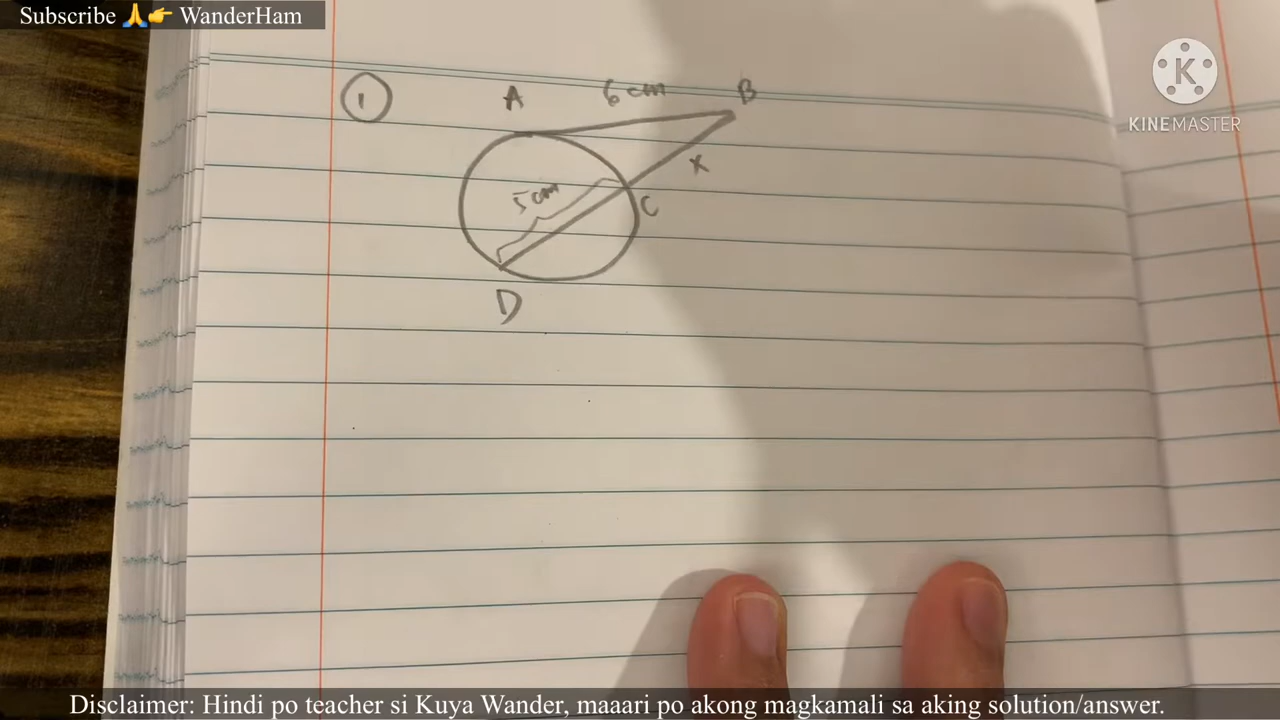 Subscribe 🙏👉 WanderHam
K
KINEMASTER
1
A 6 cm B
x
5 cm
C
D
Disclaimer: Hindi po teacher si Kuya Wander, maaari po akong magkamali sa aking solution/answer.